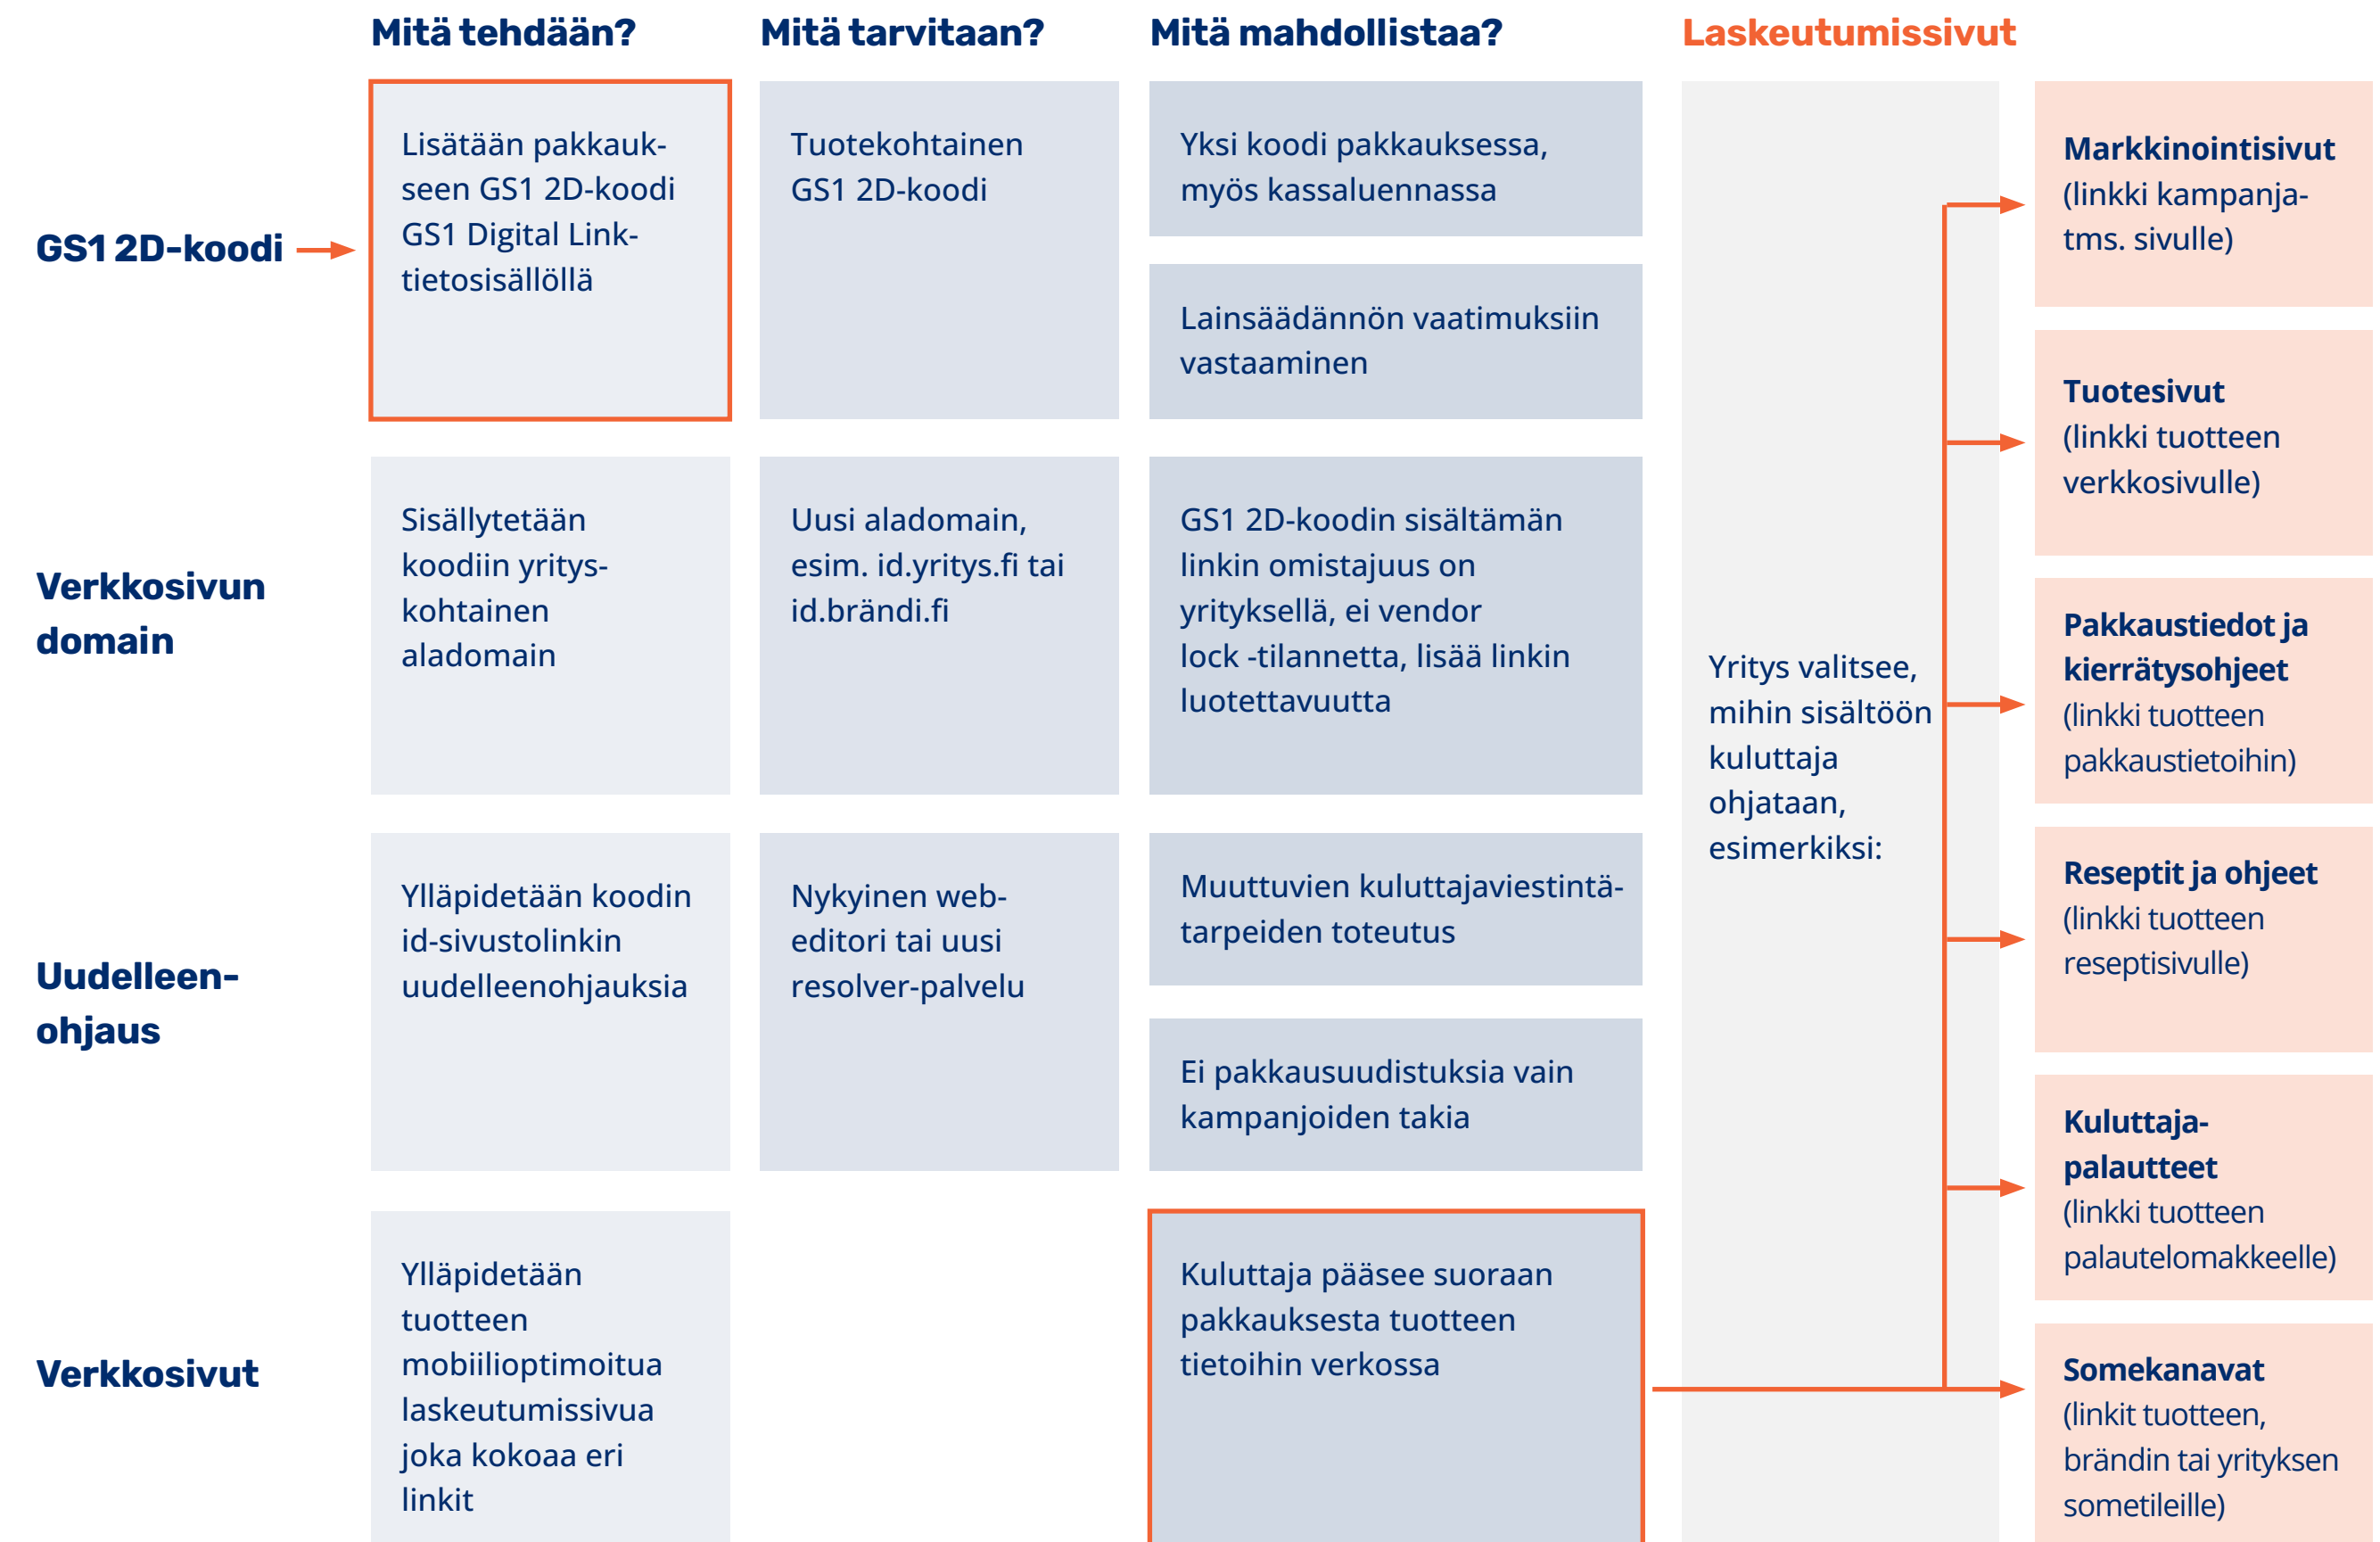 Mitä tehdään?
Mitä tarvitaan?
Mitä mahdollistaa?
Laskeutumissivut
GS1 2D-koodi
Lisätään pakkauk-
seen GS1 2D-koodi
GS1 Digital Link-
tietosisällöllä
Tuotekohtainen
GS1 2D-koodi
Yksi koodi pakkauksessa,
myös kassaluennassa
Lainsäädännön vaatimuksiin
vastaaminen
Verkkosivun
domain
Sisällytetään
koodiin yritys-
kohtainen
aladomain
Uusi aladomain,
esim. id.yritys.fi tai
id.brändi.fi
GS1 2D-koodin sisältämän
linkin omistajuus on
yrityksellä, ei vendor
lock -tilannetta, lisää linkin
luotettavuutta
Uudelleen-
ohjaus
Ylläpidetään koodin
id-sivustolinkin
uudelleenohjauksia
Nykyinen web-
editori tai uusi
resolver-palvelu
Muuttuvien kuluttajaviestintä-
tarpeiden toteutus
Ei pakkausuudistuksia vain
kampanjoiden takia
Verkkosivut
Ylläpidetään
tuotteen
mobiilioptimoitua
laskeutumissivua
joka kokoaa eri
linkit
Kuluttaja pääsee suoraan
pakkauksesta tuotteen
tietoihin verkossa
Yritys valitsee,
mihin sisältöön
kuluttaja
ohjataan,
esimerkiksi:
Markkinointisivut
(linkki kampanja-
tms. sivulle)
Tuotesivut
(linkki tuotteen
verkkosivulle)
Pakkaustiedot ja
kierrätysohjeet
(linkki tuotteen
pakkaustietoihin)
Reseptit ja ohjeet
(linkki tuotteen
reseptisivulle)
Kuluttaja-
palautteet
(linkki tuotteen
palautelomakkeelle)
Somekanavat
(linkit tuotteen,
brändin tai yrityksen
sometileille)